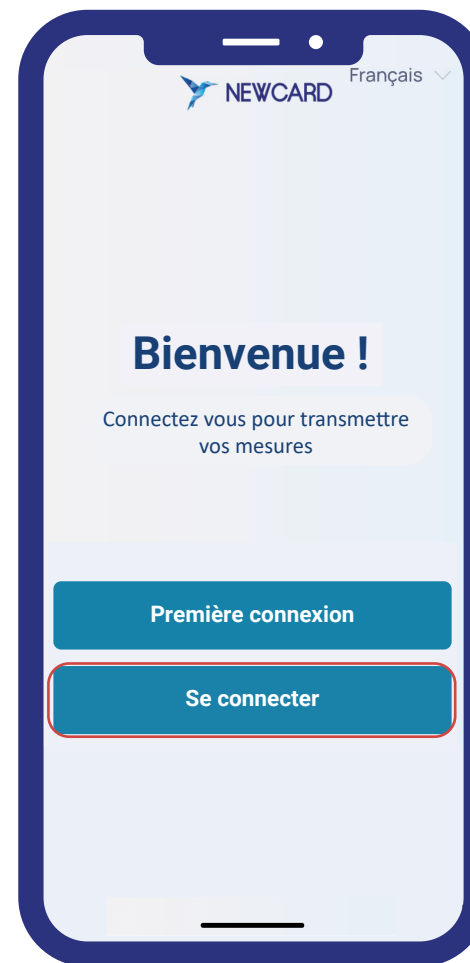 Français
NEWCARD
Bienvenue !
Connectez vous pour transmettre
vos mesures
Première connexion
Se connecter